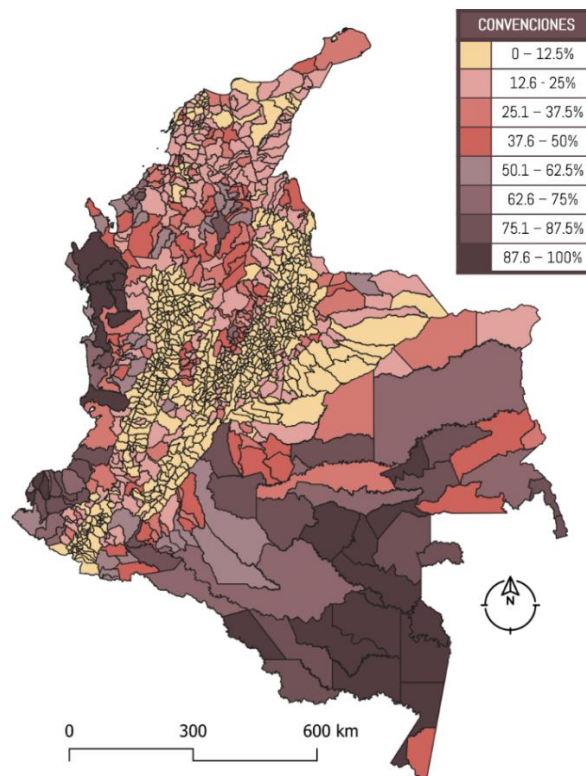 CONVENCIONES
0 – 12.5%
12.6 - 25%
25.1 – 37.5%
37.6 – 50%
50.1 – 62.5%
62.6 – 75%
75.1 – 87.5%
87.6 – 100%
N
0 300 600 km